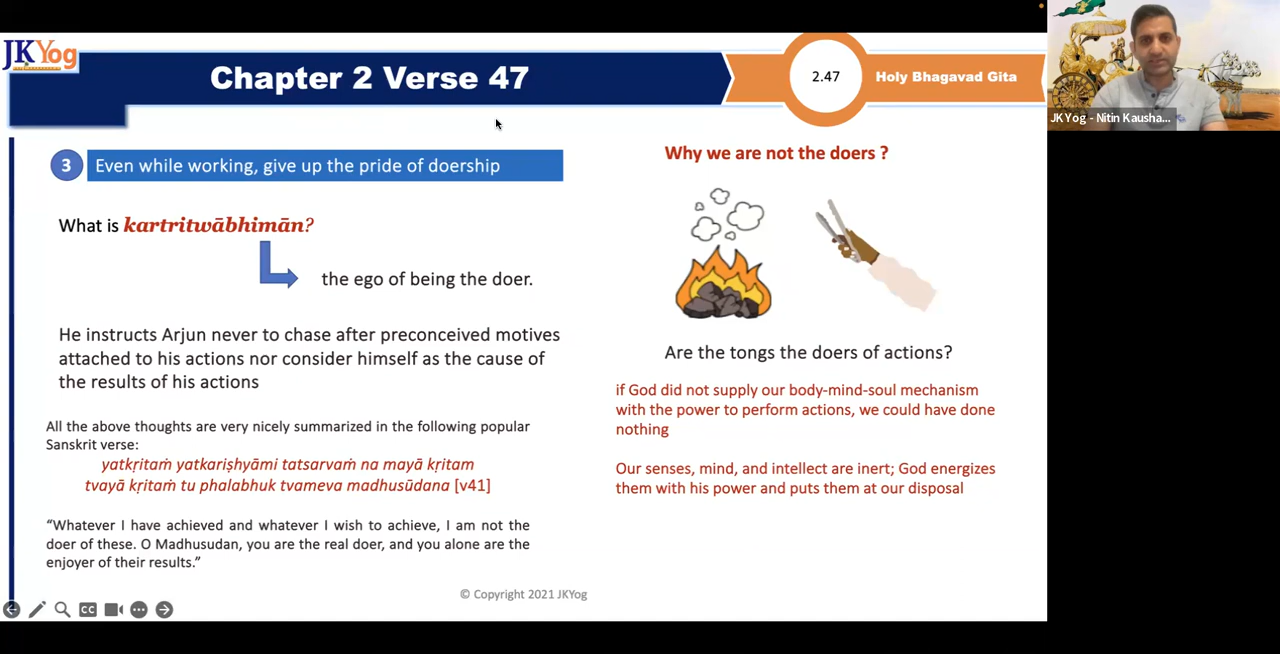 JKYog
Chapter 2 Verse 47
2.47
Holy Bhagavad Gita
JKYog - Nitin Kausha...
3
Even while working, give up the pride of doership
What is kartritwābhimān?
the ego of being the doer.
He instructs Arjun never to chase after preconceived motives
attached to his actions nor consider himself as the cause of
the results of his actions
All the above thoughts are very nicely summarized in the following popular
Sanskrit verse:
yatkṛitaṁ yatkariṣhyāmi tatsarvaṁ na mayā kṛitam
tvayā kṛitaṁ tu phalabhuk tvameva madhusūdana [v41]
“Whatever I have achieved and whatever I wish to achieve, I am not the
doer of these. O Madhusudan, you are the real doer, and you alone are the
enjoyer of their results.”
Why we are not the doers ?
Are the tongs the doers of actions?
if God did not supply our body-mind-soul mechanism
with the power to perform actions, we could have done
nothing
Our senses, mind, and intellect are inert; God energizes
them with his power and puts them at our disposal
© Copyright 2021 JKYog
CC